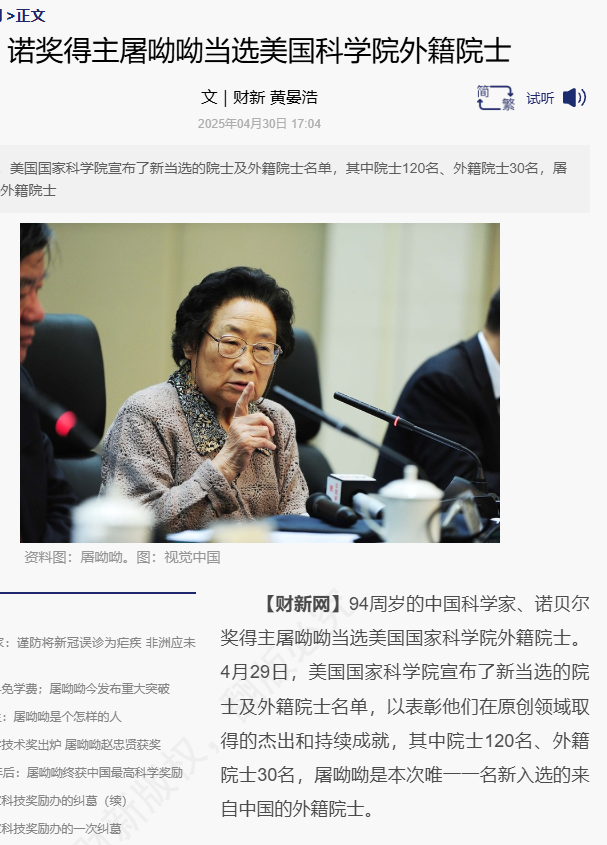 >正文
诺奖得主屠呦呦当选美国科学院外籍院士
文｜财新 黄晏浩
简 繁 试听
2025年04月30日 17:04
美国国家科学院宣布了新当选的院士及外籍院士名单，其中院士120名、外籍院士30名，屠
外籍院士
资料图：屠呦呦。图：视觉中国
【财新网】94周岁的中国科学家、诺贝尔
奖得主屠呦呦当选美国国家科学院外籍院士。
4月29日，美国国家科学院宣布了新当选的院
士及外籍院士名单，以表彰他们在原创领域取
得的杰出和持续成就，其中院士120名、外籍
院士30名，屠呦呦是本次唯一一名新入选的来
自中国的外籍院士。
：谨防将新冠误诊为疟疾 非洲应未
免学费；屠呦呦今发布重大突破
：屠呦呦是个怎样的人
技术奖出炉 屠呦呦赵忠贤获奖
后：屠呦呦终获中国最高科学奖励
科技奖励办的纠葛（续）
科技奖励办的一次纠葛